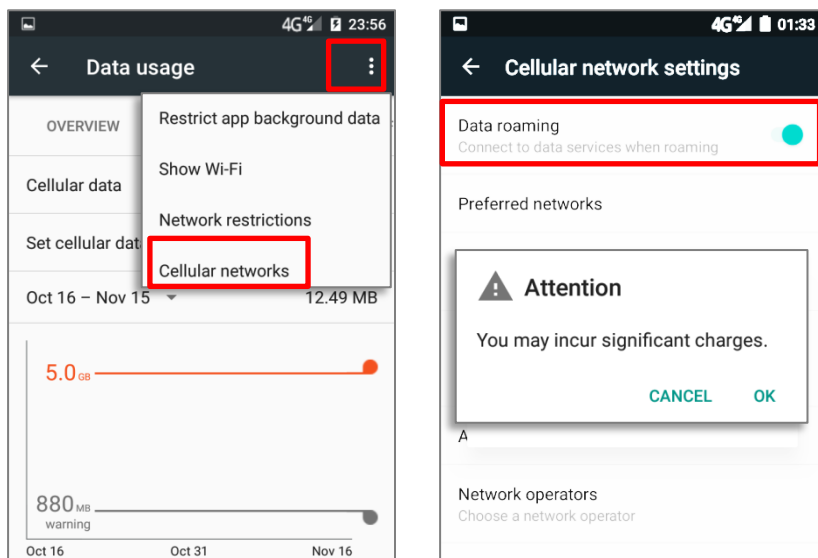 4G 4G 23:56
Data usage
OVERVIEW
Restrict app background data
Show Wi-Fi
Cellular data
Network restrictions
Set cellular dat
Cellular networks
Oct 16 – Nov 15 12.49 MB
5.0 GB
880 MB
warning
Oct 16 Oct 31 Nov 16
4G 4G 01:33
Cellular network settings
Data roaming
Connect to data services when roaming
Preferred networks
Attention
You may incur significant charges.
CANCEL OK
A
Network operators
Choose a network operator